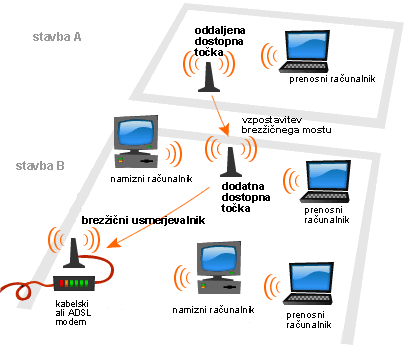 stavba A
oddaljena
dostopna
točka
prenosni računalnik
vzpostavitev
brezžičnega mostu
stavba B
namizni računalnik
dodatna
dostopna
točka
prenosni
računalnik
brezžični usmerjevalnik
kabelski
ali ADSL
modem
namizni računalnik
prenosni
računalnik